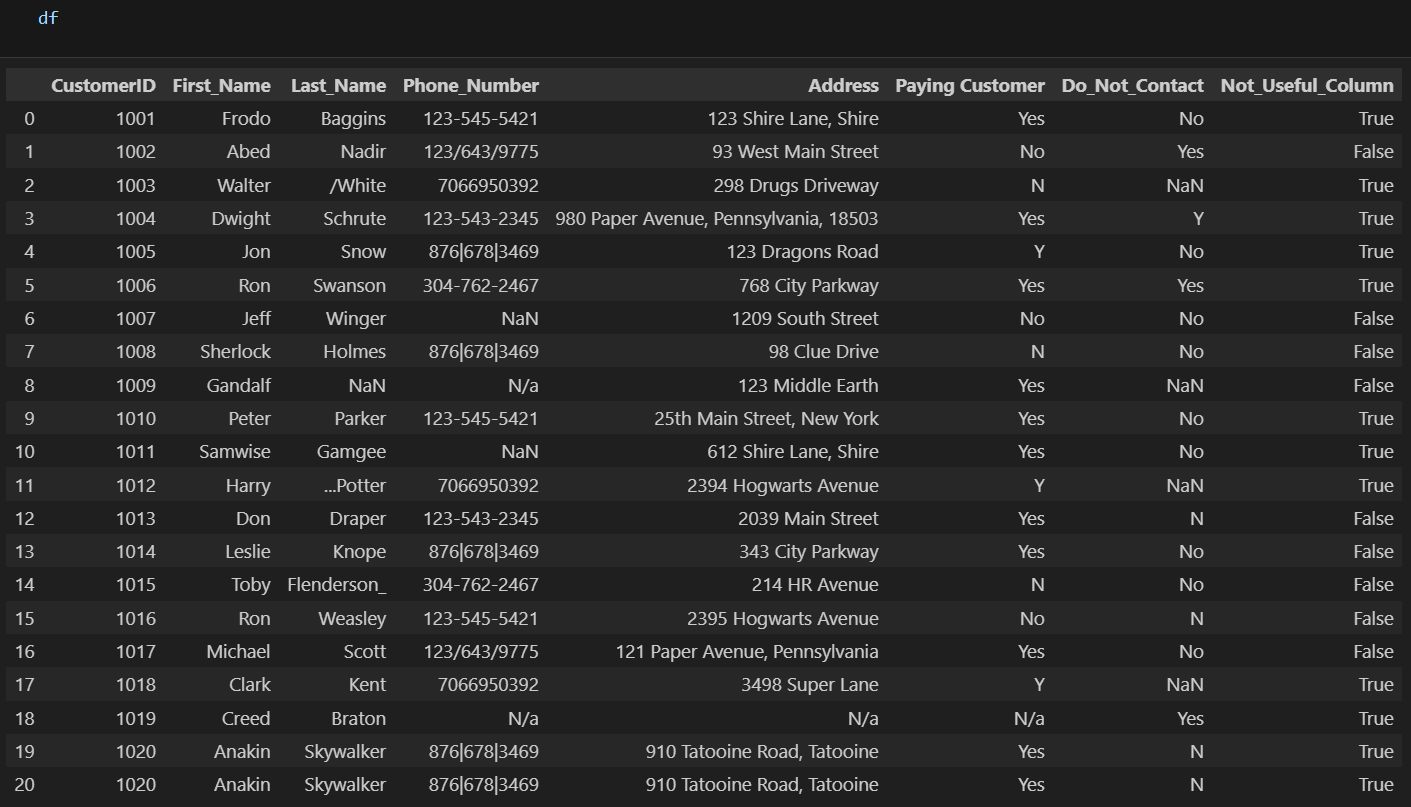 df
CustomerID First_Name Last_Name Phone_Number Address Paying Customer Do_Not_Contact Not_Useful_Column
0 1001 Frodo Baggins 123-545-5421 123 Shire Lane, Shire Yes No True
1 1002 Abed Nadir 123/643/9775 93 West Main Street No Yes False
2 1003 Walter /White 7066950392 298 Drugs Driveway N NaN True
3 1004 Dwight Schrute 123-543-2345 980 Paper Avenue, Pennsylvania, 18503 Yes Y True
4 1005 Jon Snow 876|678|3469 123 Dragons Road Y No True
5 1006 Ron Swanson 304-762-2467 768 City Parkway Yes Yes True
6 1007 Jeff Winger NaN 1209 South Street No No False
7 1008 Sherlock Holmes 876|678|3469 98 Clue Drive N No False
8 1009 Gandalf NaN N/a 123 Middle Earth Yes NaN False
9 1010 Peter Parker 123-545-5421 25th Main Street, New York Yes No True
10 1011 Samwise Gamgee NaN 612 Shire Lane, Shire Yes No True
11 1012 Harry ...Potter 7066950392 2394 Hogwarts Avenue Y NaN True
12 1013 Don Draper 123-543-2345 2039 Main Street Yes N False
13 1014 Leslie Knope 876|678|3469 343 City Parkway Yes No False
14 1015 Toby Flenderson_ 304-762-2467 214 HR Avenue N No False
15 1016 Ron Weasley 123-545-5421 2395 Hogwarts Avenue No N False
16 1017 Michael Scott 123/643/9775 121 Paper Avenue, Pennsylvania Yes No False
17 1018 Clark Kent 7066950392 3498 Super Lane Y NaN True
18 1019 Creed Braton N/a N/a N/a Yes True
19 1020 Anakin Skywalker 876|678|3469 910 Tatooine Road, Tatooine Yes N True
20 1020 Anakin Skywalker 876|678|3469 910 Tatooine Road, Tatooine Yes N True